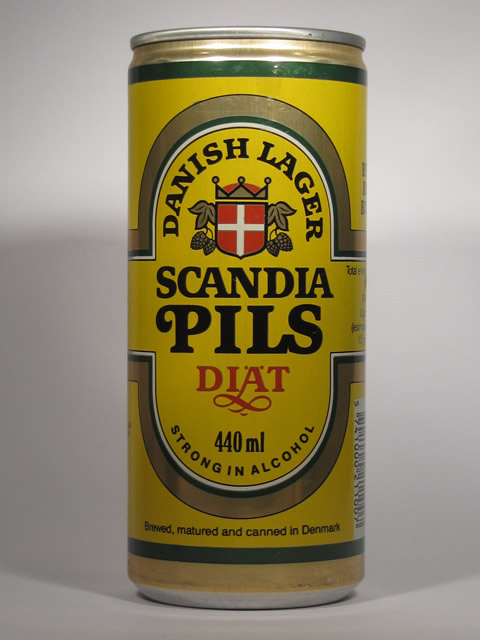 DANISH LAGER
SCANDIA
PILS
DIÄT
440 ml
STRONG IN ALCOHOL
Brewed, matured and canned in Denmark